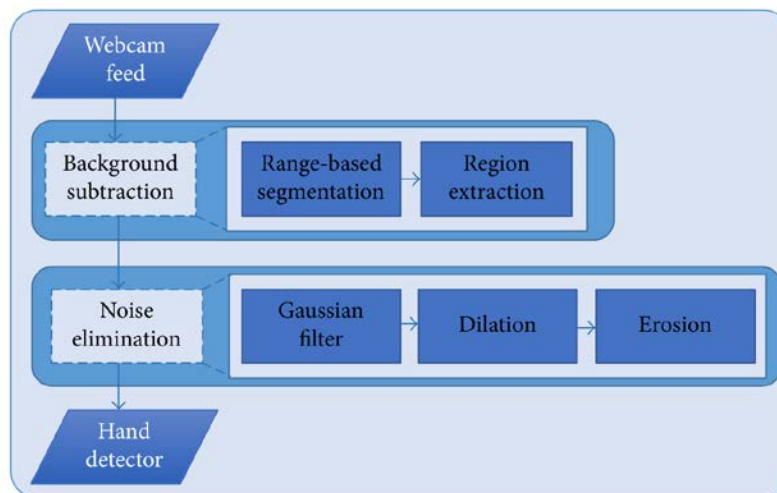 Webcam
feed
Background
subtraction
Range-based
segmentation
Region
extraction
Noise
elimination
Gaussian
filter
Dilation
Erosion
Hand
detector